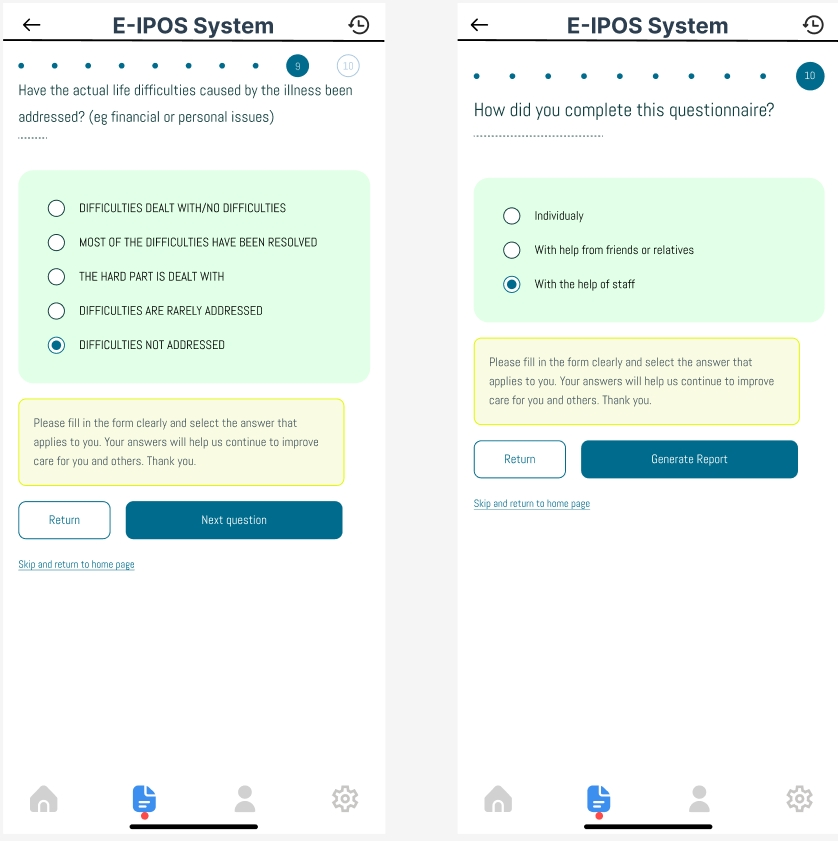 E-IPOS System
9
10
Have the actual life difficulties caused by the illness been
addressed? (eg financial or personal issues)
DIFFICULTIES DEALT WITH/NO DIFFICULTIES
MOST OF THE DIFFICULTIES HAVE BEEN RESOLVED
THE HARD PART IS DEALT WITH
DIFFICULTIES ARE RARELY ADDRESSED
DIFFICULTIES NOT ADDRESSED
Please fill in the form clearly and select the answer that
applies to you. Your answers will help us continue to improve
care for you and others. Thank you.
Return
Next question
Skip and return to home page
E-IPOS System
10
How did you complete this questionnaire?
Individualy
With help from friends or relatives
With the help of staff
Please fill in the form clearly and select the answer that
applies to you. Your answers will help us continue to improve
care for you and others. Thank you.
Return
Generate Report
Skip and return to home page